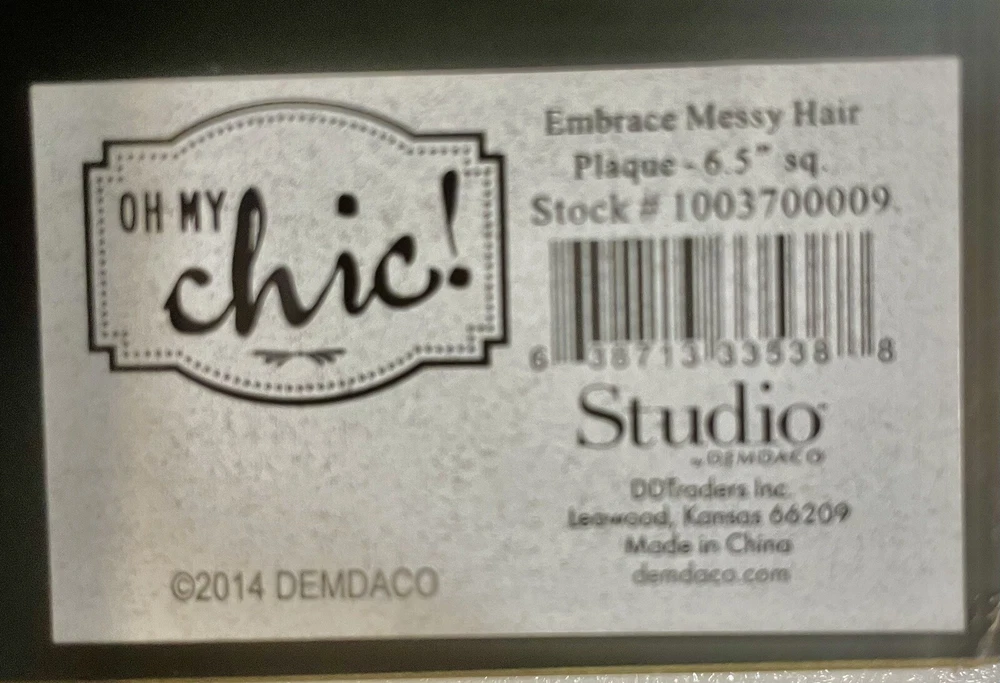 OH MY
chic!
©2014 DEMDACO
Embrace Messy Hair
Plaque - 6.5" sq.
Stock # 1003700009
6 38713 33538 8
Studio
by DEMDACO
DDTraders Inc.
Leawood, Kansas 66209
Made in China
demdaco.com